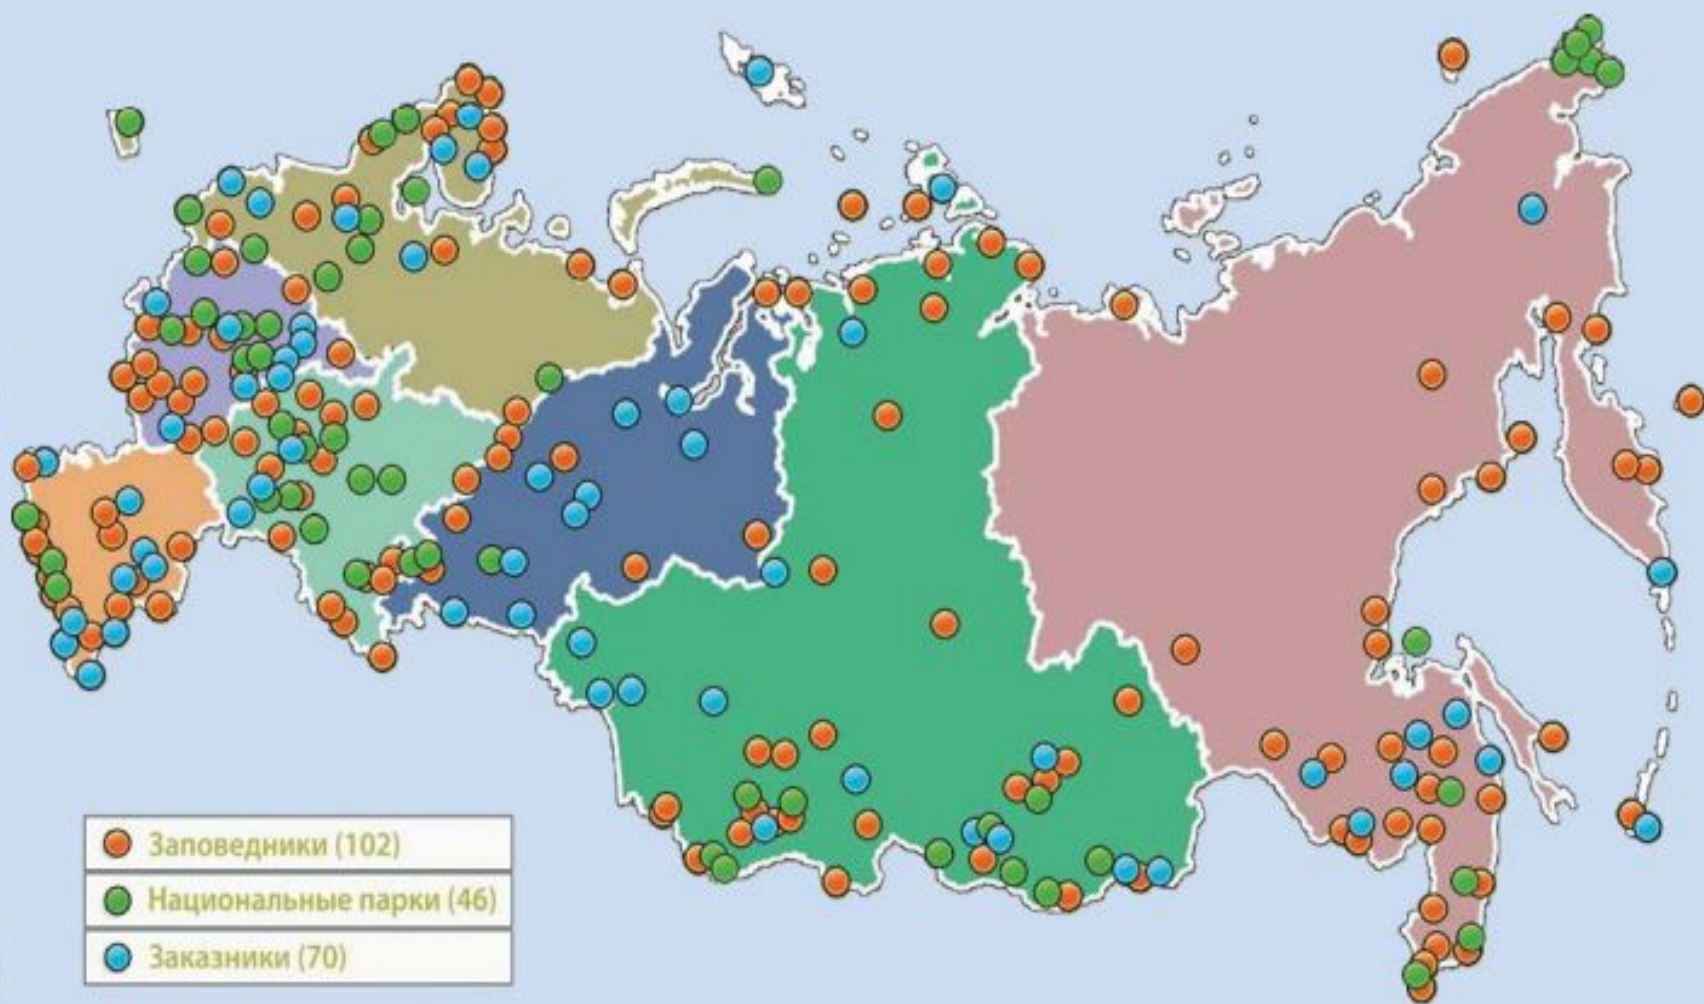 Заповедники (102)
Национальные парки (46)
Заказники (70)